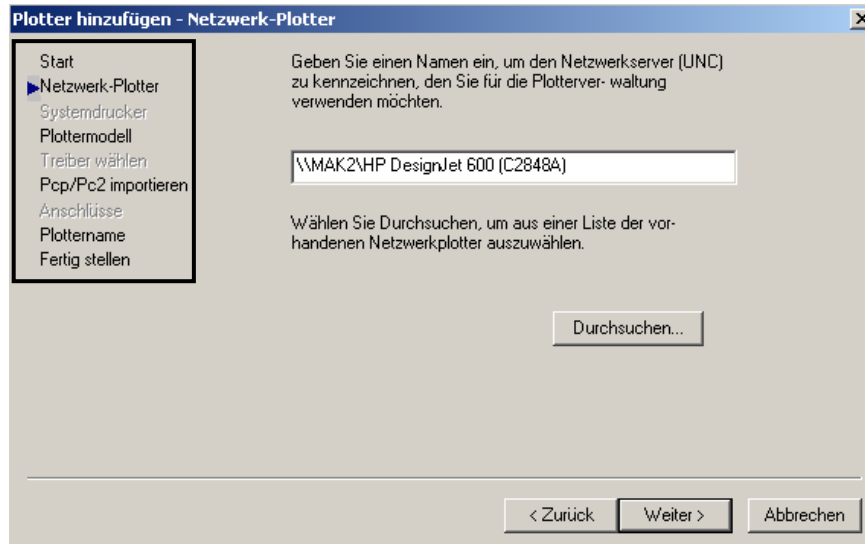 Plotter hinzufügen - Netzwerk-Plotter
Start
Netzwerk-Plotter
Systemdrucker
Plottermodell
Treiber wählen
Pcp/Pc2 importieren
Anschlüsse
Plottername
Fertig stellen
Geben Sie einen Namen ein, um den Netzwerkserver (UNC)
zu kennzeichnen, den Sie für die Plotterver- waltung
verwenden möchten.
\\MAK2\HP DesignJet 600 (C2848A)
Wählen Sie Durchsuchen, um aus einer Liste der vor-
handenen Netzwerkplotter auszuwählen.
Durchsuchen...
< Zurück
Weiter >
Abbrechen